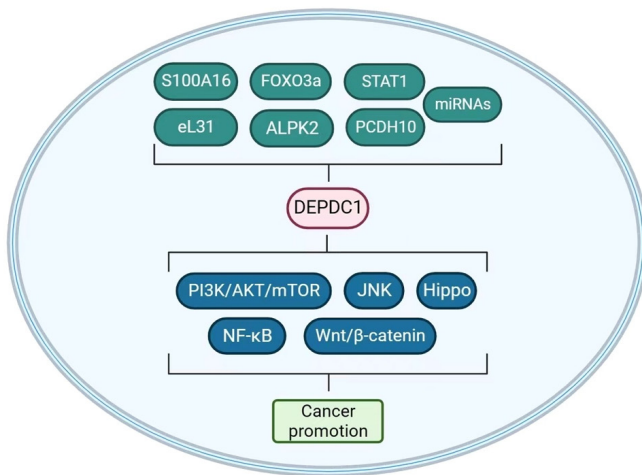 S100A16 FOXO3a STAT1
miRNAs
eL31 ALPK2 PCDH10
DEPDC1
PI3K/AKT/mTOR JNK Hippo
NF-κB Wnt/β-catenin
Cancer
promotion